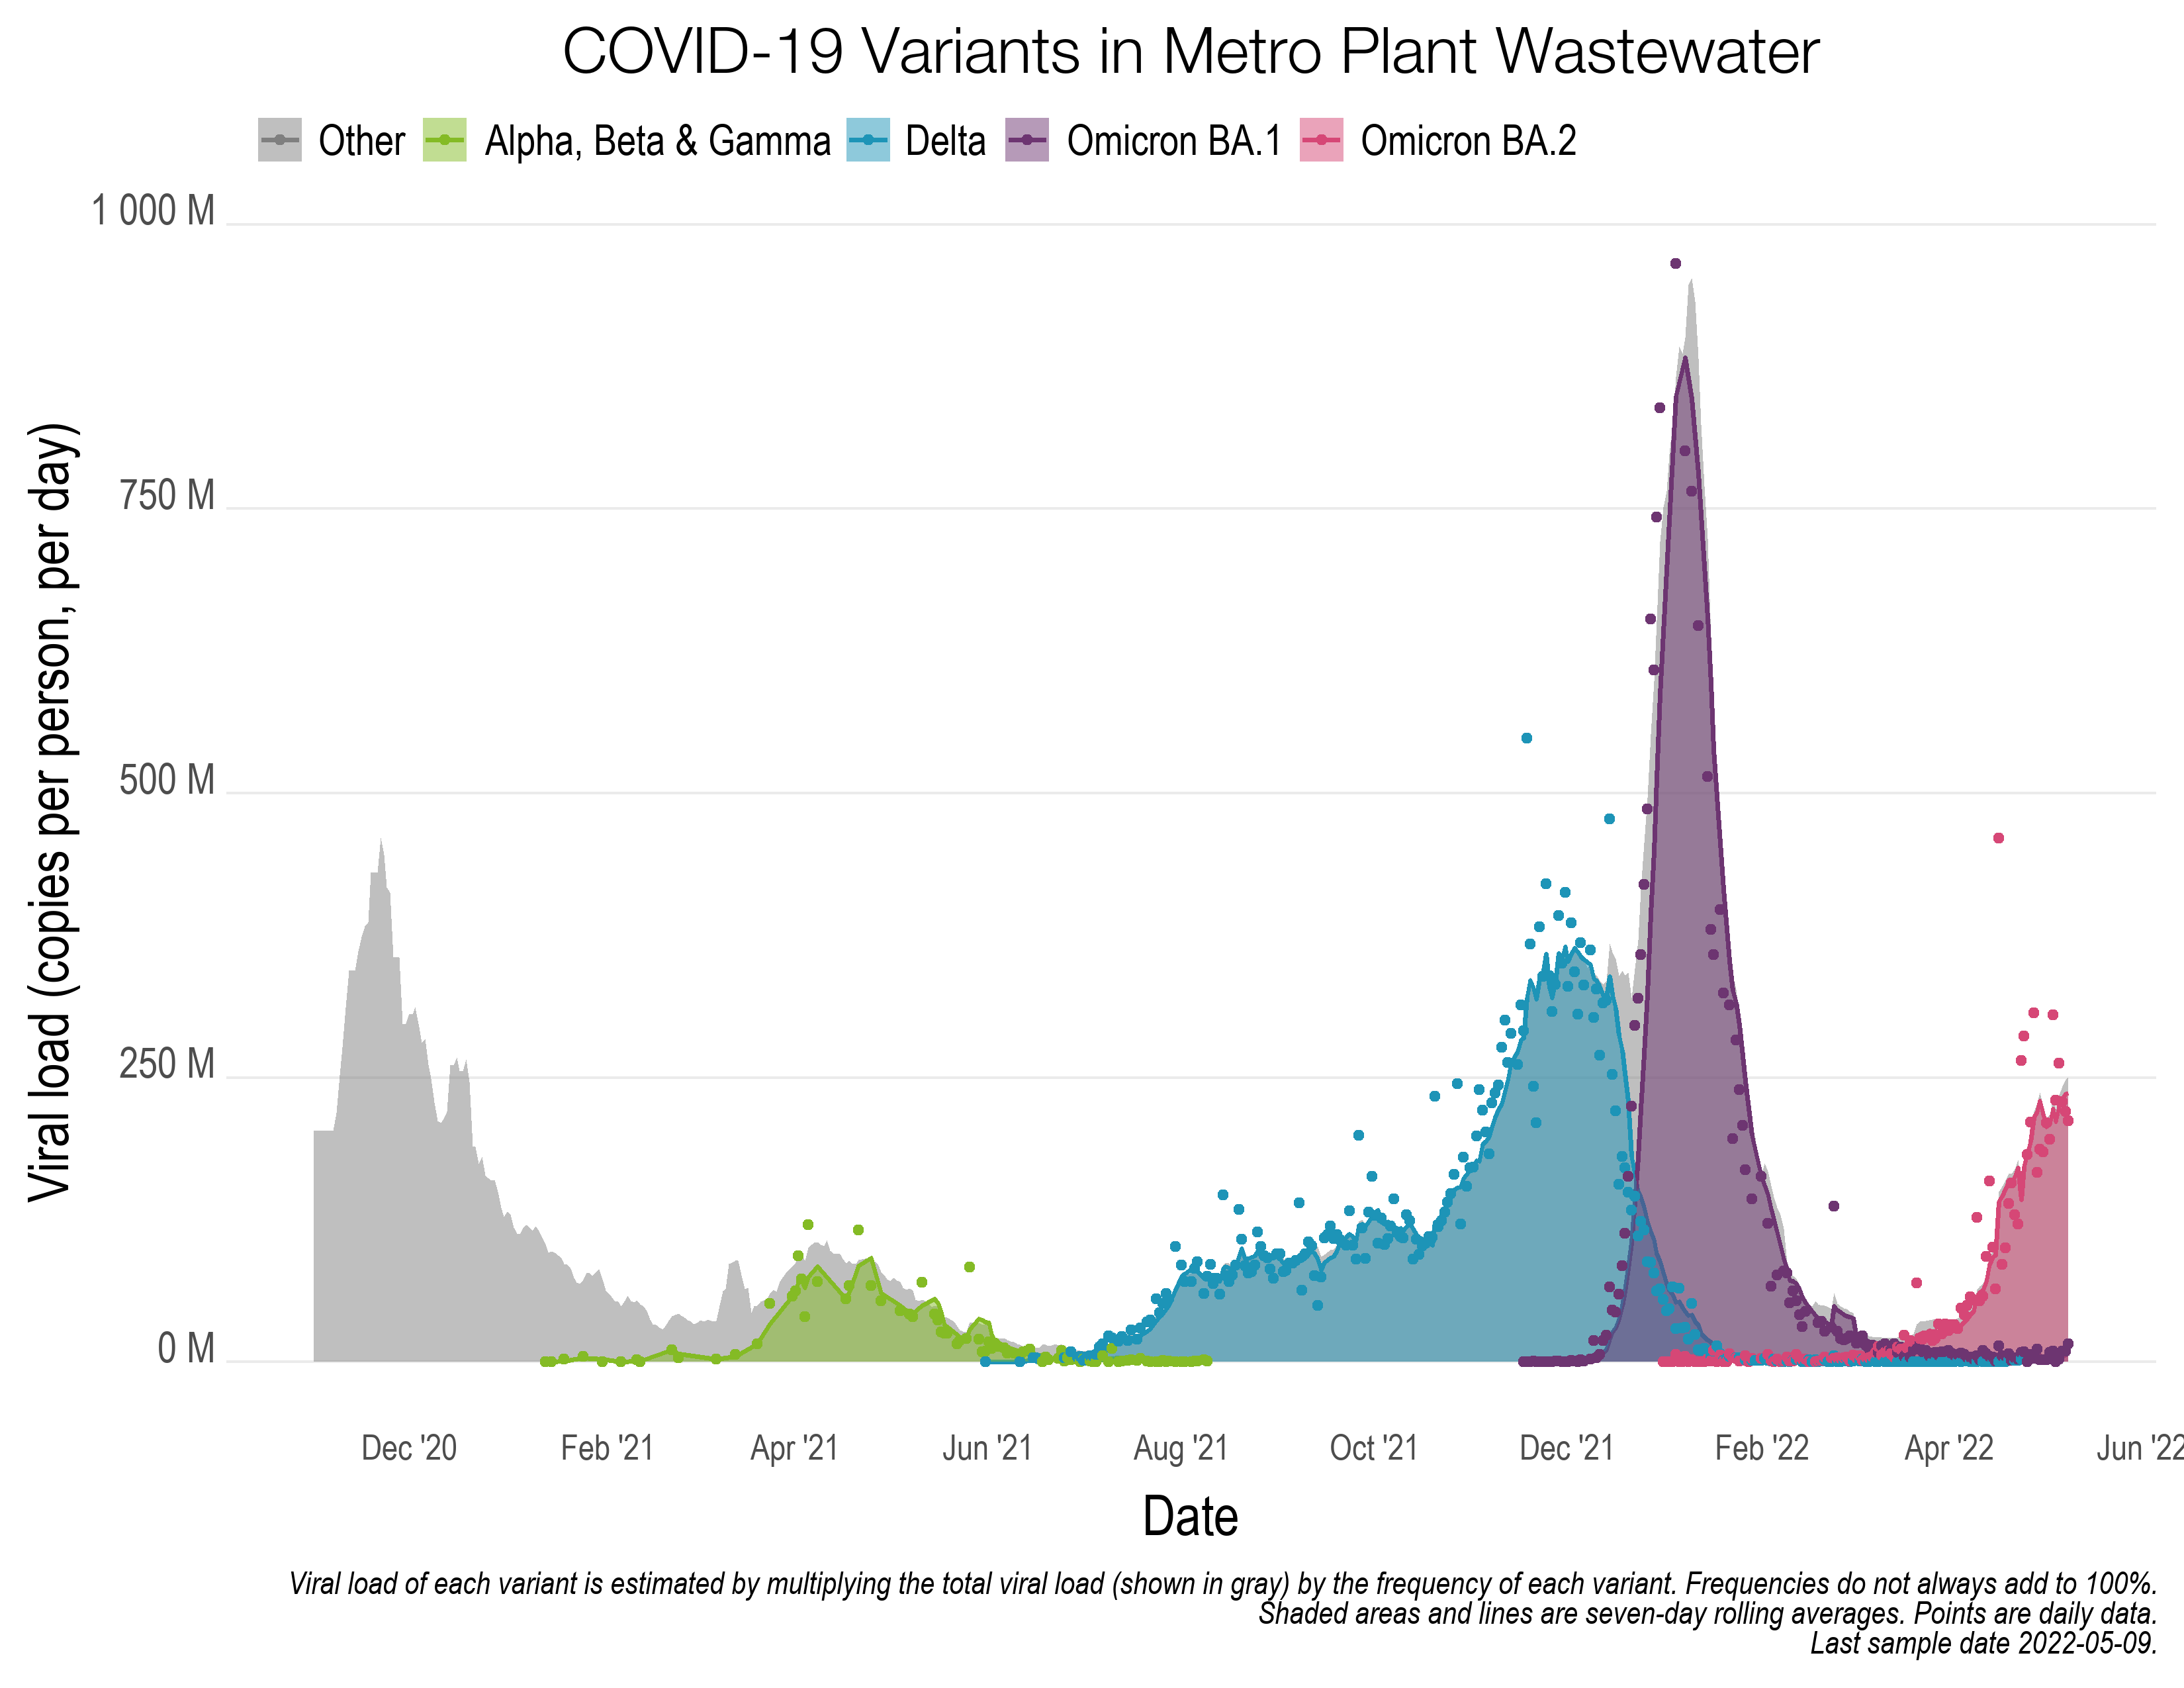 COVID-19 Variants in Metro Plant Wastewater
Other Alpha, Beta & Gamma Delta Omicron BA.1 Omicron BA.2
1 000 M
750 M
500 M
250 M
0 M
Viral load (copies per person, per day)
Dec '20 Feb '21 Apr '21 Jun '21 Aug '21 Oct '21 Dec '21 Feb '22 Apr '22 Jun '22
Date
Viral load of each variant is estimated by multiplying the total viral load (shown in gray) by the frequency of each variant. Frequencies do not always add to 100%.
Shaded areas and lines are seven-day rolling averages. Points are daily data.
Last sample date 2022-05-09.